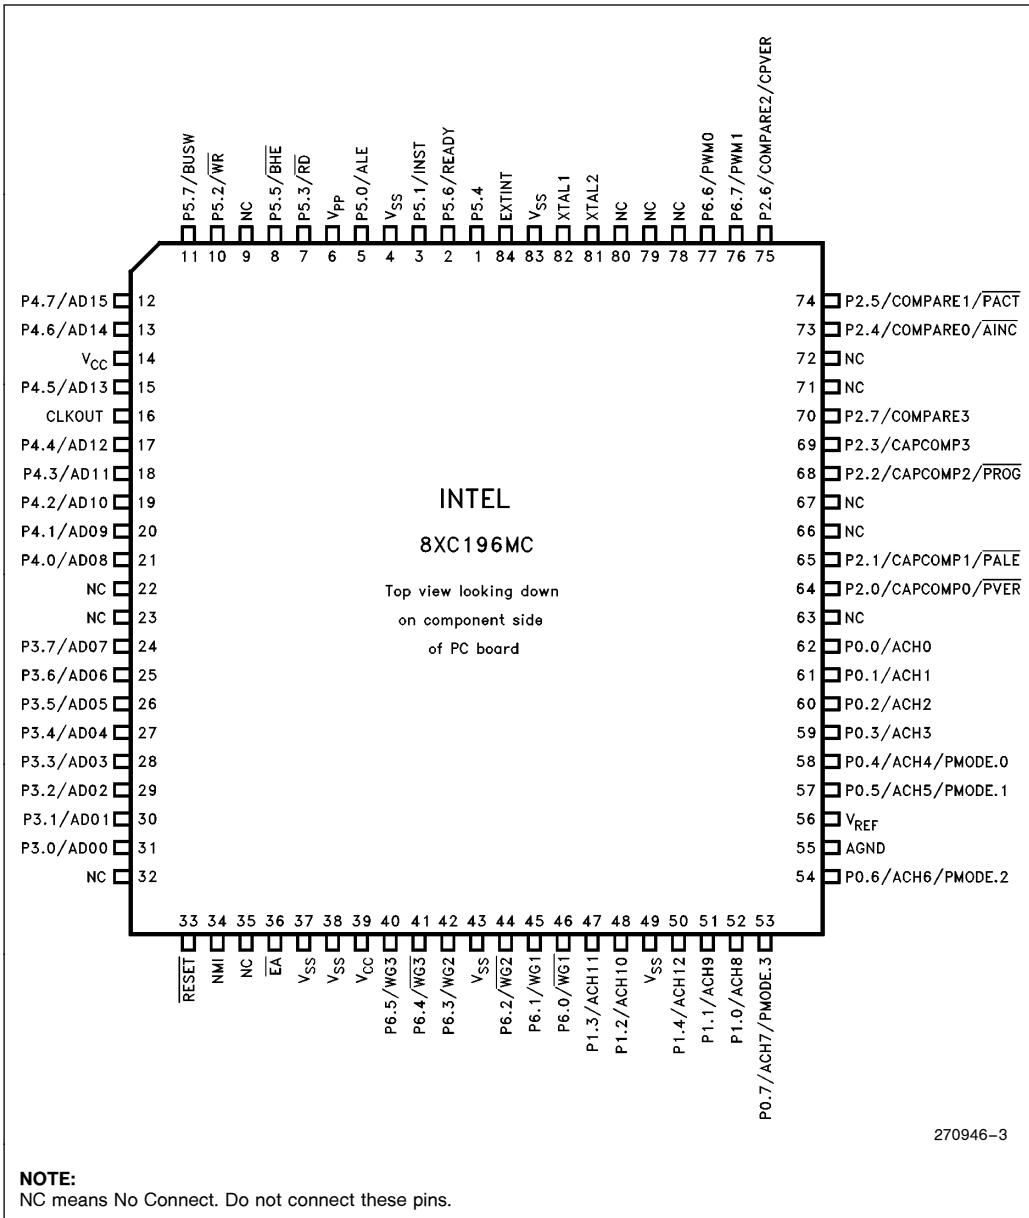 P5.7/BUSW
P5.2/W̅R̅
NC
P5.5/B̅H̅E̅
P5.3/R̅D̅
VPP
P5.0/ALE
VSS
P5.1/INST
P5.6/READY
P5.4
EXTINT
VSS
XTAL1
XTAL2
NC
NC
NC
P6.6/PWM0
P6.7/PWM1
P2.6/COMPARE2/CPVER
11 10 9 8 7 6 5 4 3 2 1 84 83 82 81 80 79 78 77 76 75
P4.7/AD15 12
P4.6/AD14 13
VCC 14
P4.5/AD13 15
CLKOUT 16
P4.4/AD12 17
P4.3/AD11 18
P4.2/AD10 19
P4.1/AD09 20
P4.0/AD08 21
NC 22
NC 23
P3.7/AD07 24
P3.6/AD06 25
P3.5/AD05 26
P3.4/AD04 27
P3.3/AD03 28
P3.2/AD02 29
P3.1/AD01 30
P3.0/AD00 31
NC 32
INTEL
8XC196MC
Top view looking down
on component side
of PC board
74 P2.5/COMPARE1/P̅A̅C̅T̅
73 P2.4/COMPARE0/A̅I̅N̅C̅
72 NC
71 NC
70 P2.7/COMPARE3
69 P2.3/CAPCOMP3
68 P2.2/CAPCOMP2/P̅R̅O̅G̅
67 NC
66 NC
65 P2.1/CAPCOMP1/P̅A̅L̅E̅
64 P2.0/CAPCOMP0/P̅V̅E̅R̅
63 NC
62 P0.0/ACH0
61 P0.1/ACH1
60 P0.2/ACH2
59 P0.3/ACH3
58 P0.4/ACH4/PMODE.0
57 P0.5/ACH5/PMODE.1
56 VREF
55 AGND
54 P0.6/ACH6/PMODE.2
33 34 35 36 37 38 39 40 41 42 43 44 45 46 47 48 49 50 51 52 53
R̅E̅S̅E̅T̅
NMI
NC
E̅A̅
VSS
VSS
VCC
P6.5/WG3
P6.4/W̅G̅3̅
P6.3/WG2
VSS
P6.2/W̅G̅2̅
P6.1/WG1
P6.0/W̅G̅1̅
P1.3/ACH11
P1.2/ACH10
VSS
P1.4/ACH12
P1.1/ACH9
P1.0/ACH8
P0.7/ACH7/PMODE.3
270946–3
NOTE:
NC means No Connect. Do not connect these pins.